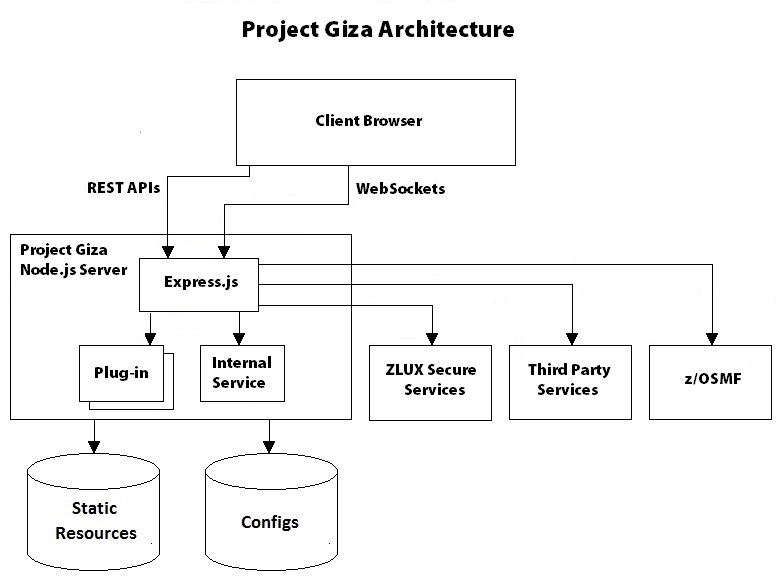 Project Giza Architecture
Client Browser
REST APIs
WebSockets
Project Giza
Node.js Server
Express.js
Plug-in
Internal
Service
ZLUX Secure
Services
Third Party
Services
z/OSMF
Static
Resources
Configs